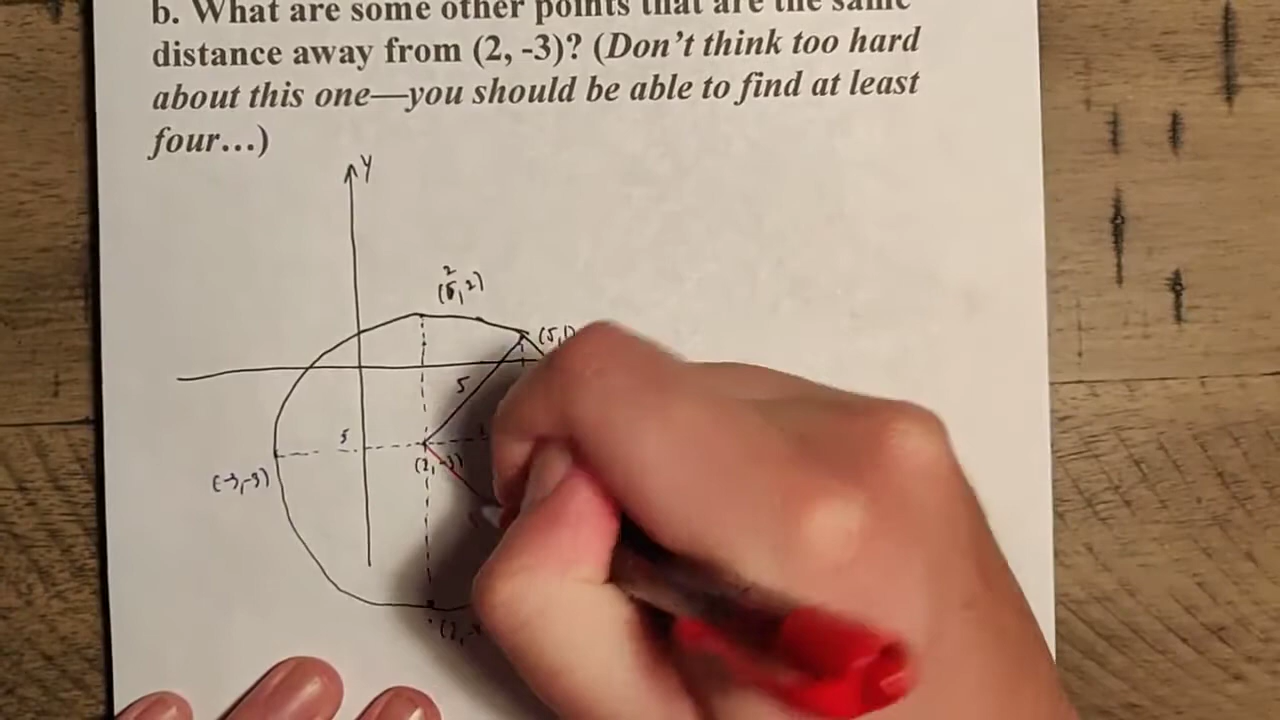 b. What are some other points that are the same
distance away from (2, -3)? (Don't think too hard
about this one—you should be able to find at least
four…)
Y
2
(5,2)
(5,1)
5
5
(2,-3)
(-3,-3)